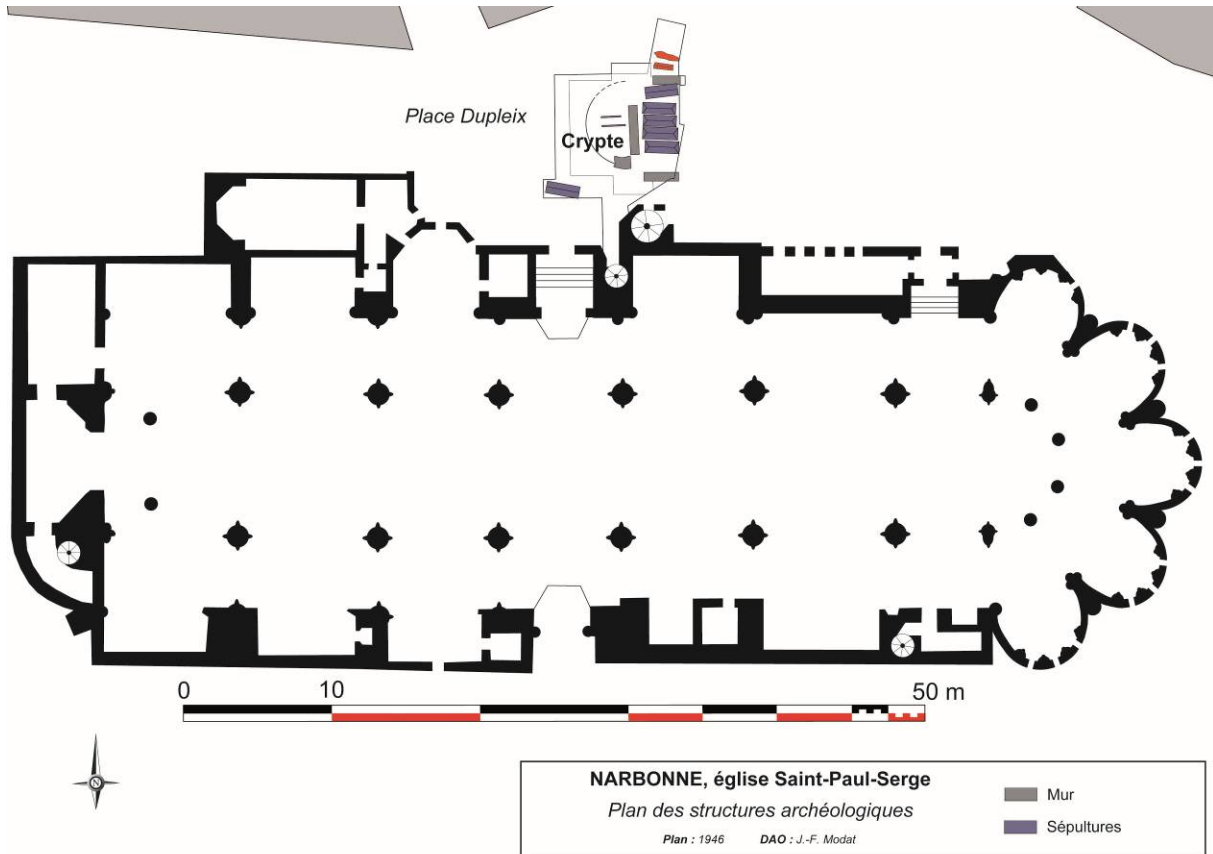 Place Dupleix
Crypte
0 10 50 m
N
NARBONNE, église Saint-Paul-Serge
Plan des structures archéologiques
Plan : 1946 DAO : J.-F. Modat
Mur
Sépultures